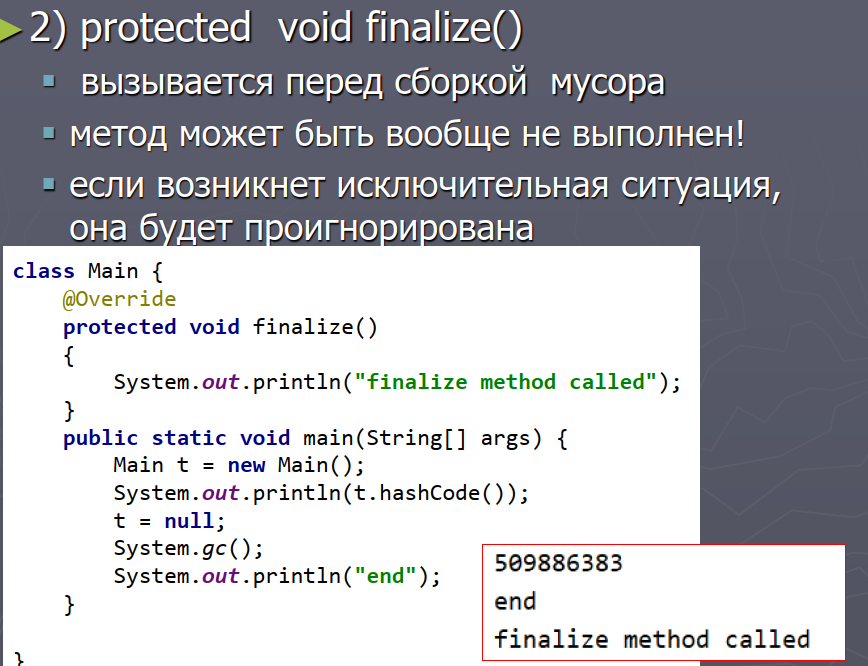 2) protected void finalize()
вызывается перед сборкой мусора
метод может быть вообще не выполнен!
если возникнет исключительная ситуация,
она будет проигнорирована
class Main {
    @Override
    protected void finalize()
    {
        System.out.println("finalize method called");
    }
    public static void main(String[] args) {
        Main t = new Main();
        System.out.println(t.hashCode());
        t = null;
        System.gc();
        System.out.println("end");
    }
}
509886383
end
finalize method called